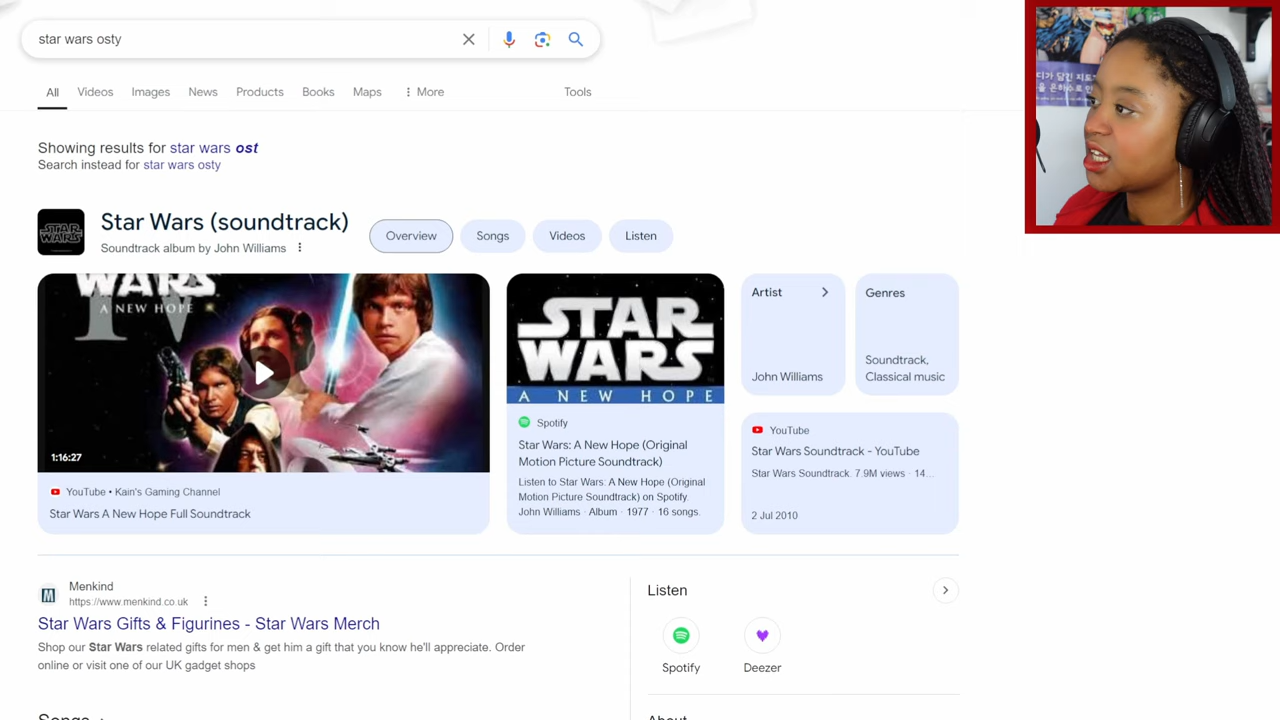 star wars osty
All Videos Images News Products Books Maps More Tools
Showing results for star wars ost
Search instead for star wars osty
STAR WARS
Star Wars (soundtrack)
Soundtrack album by John Williams
Overview Songs Videos Listen
WARS
IV
A NEW HOPE
1:16:27
YouTube • Kain's Gaming Channel
Star Wars A New Hope Full Soundtrack
STAR
WARS
A NEW HOPE
Spotify
Star Wars: A New Hope (Original
Motion Picture Soundtrack)
Listen to Star Wars: A New Hope (Original
Motion Picture Soundtrack) on Spotify.
John Williams · Album · 1977 · 16 songs.
Artist
John Williams
Genres
Soundtrack,
Classical music
YouTube
Star Wars Soundtrack - YouTube
Star Wars Soundtrack. 7.9M views · 14...
2 Jul 2010
M
Menkind
https://www.menkind.co.uk
Star Wars Gifts & Figurines - Star Wars Merch
Shop our Star Wars related gifts for men & get him a gift that you know he'll appreciate. Order
online or visit one of our UK gadget shops
Listen
Spotify
Deezer
Songs
About